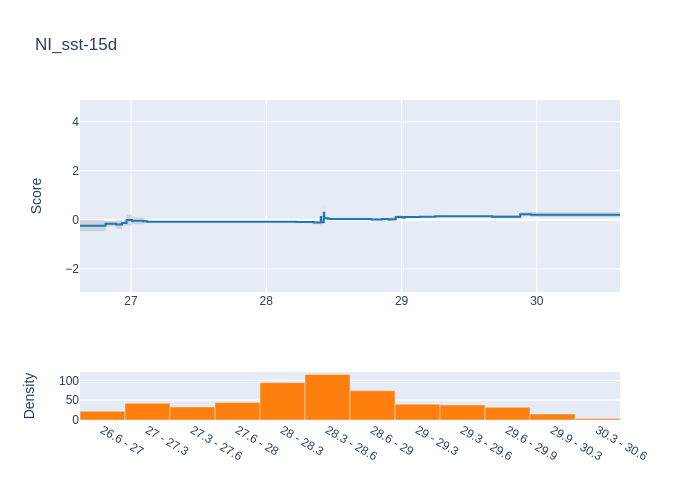 NI_sst-15d
Score
4
2
0
−2
27
28
29
30
Density
100
50
0
26.6 - 27
27 - 27.3
27.3 - 27.6
27.6 - 28
28 - 28.3
28.3 - 28.6
28.6 - 29
29 - 29.3
29.3 - 29.6
29.6 - 29.9
29.9 - 30.3
30.3 - 30.6